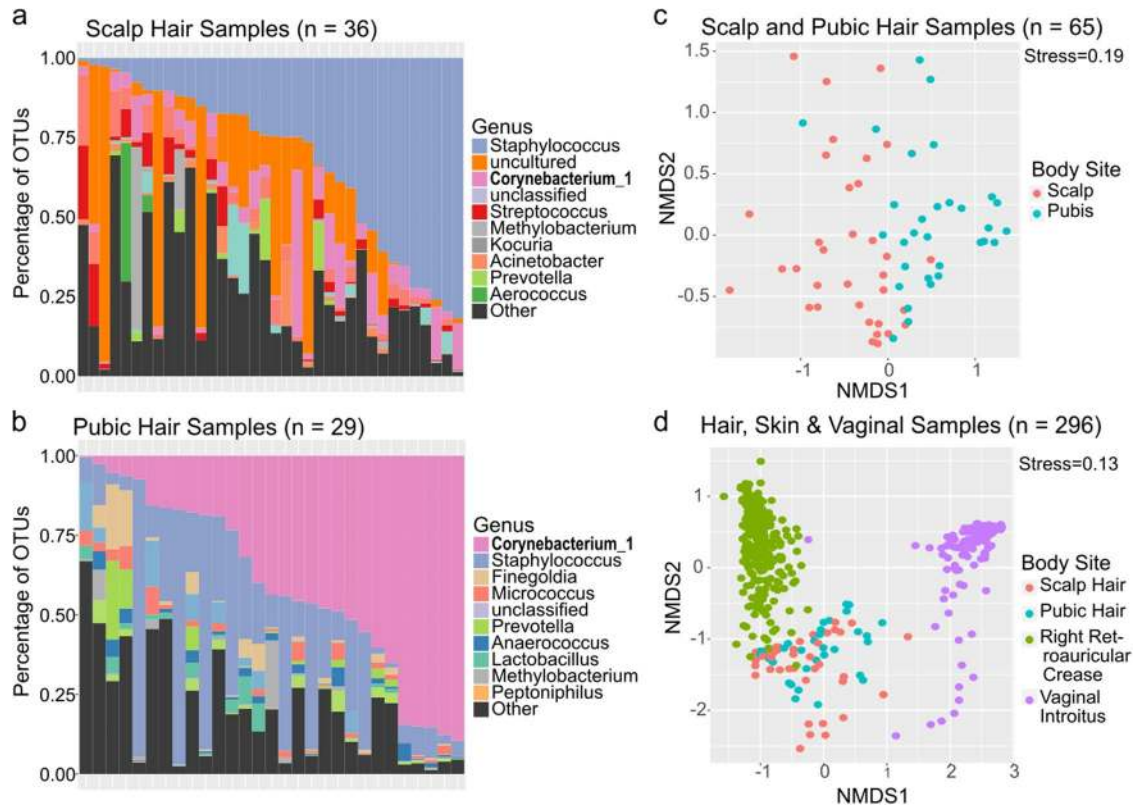 a
Scalp Hair Samples (n = 36)
1.00
0.75
0.50
0.25
0.00
Percentage of OTUs
Genus
Staphylococcus
uncultured
Corynebacterium_1
unclassified
Streptococcus
Methylobacterium
Kocuria
Acinetobacter
Prevotella
Aerococcus
Other
b
Pubic Hair Samples (n = 29)
1.00
0.75
0.50
0.25
0.00
Percentage of OTUs
Genus
Corynebacterium_1
Staphylococcus
Finegoldia
Micrococcus
unclassified
Prevotella
Anaerococcus
Lactobacillus
Methylobacterium
Peptoniphilus
Other
c
Scalp and Pubic Hair Samples (n = 65)
Stress=0.19
1.5
1.0
0.5
0.0
-0.5
NMDS2
-1 0 1
NMDS1
Body Site
Scalp
Pubis
d
Hair, Skin & Vaginal Samples (n = 296)
Stress=0.13
1
0
-1
-2
NMDS2
-1 0 1 2 3
NMDS1
Body Site
Scalp Hair
Pubic Hair
Right Ret-
roauricular
Crease
Vaginal
Introitus